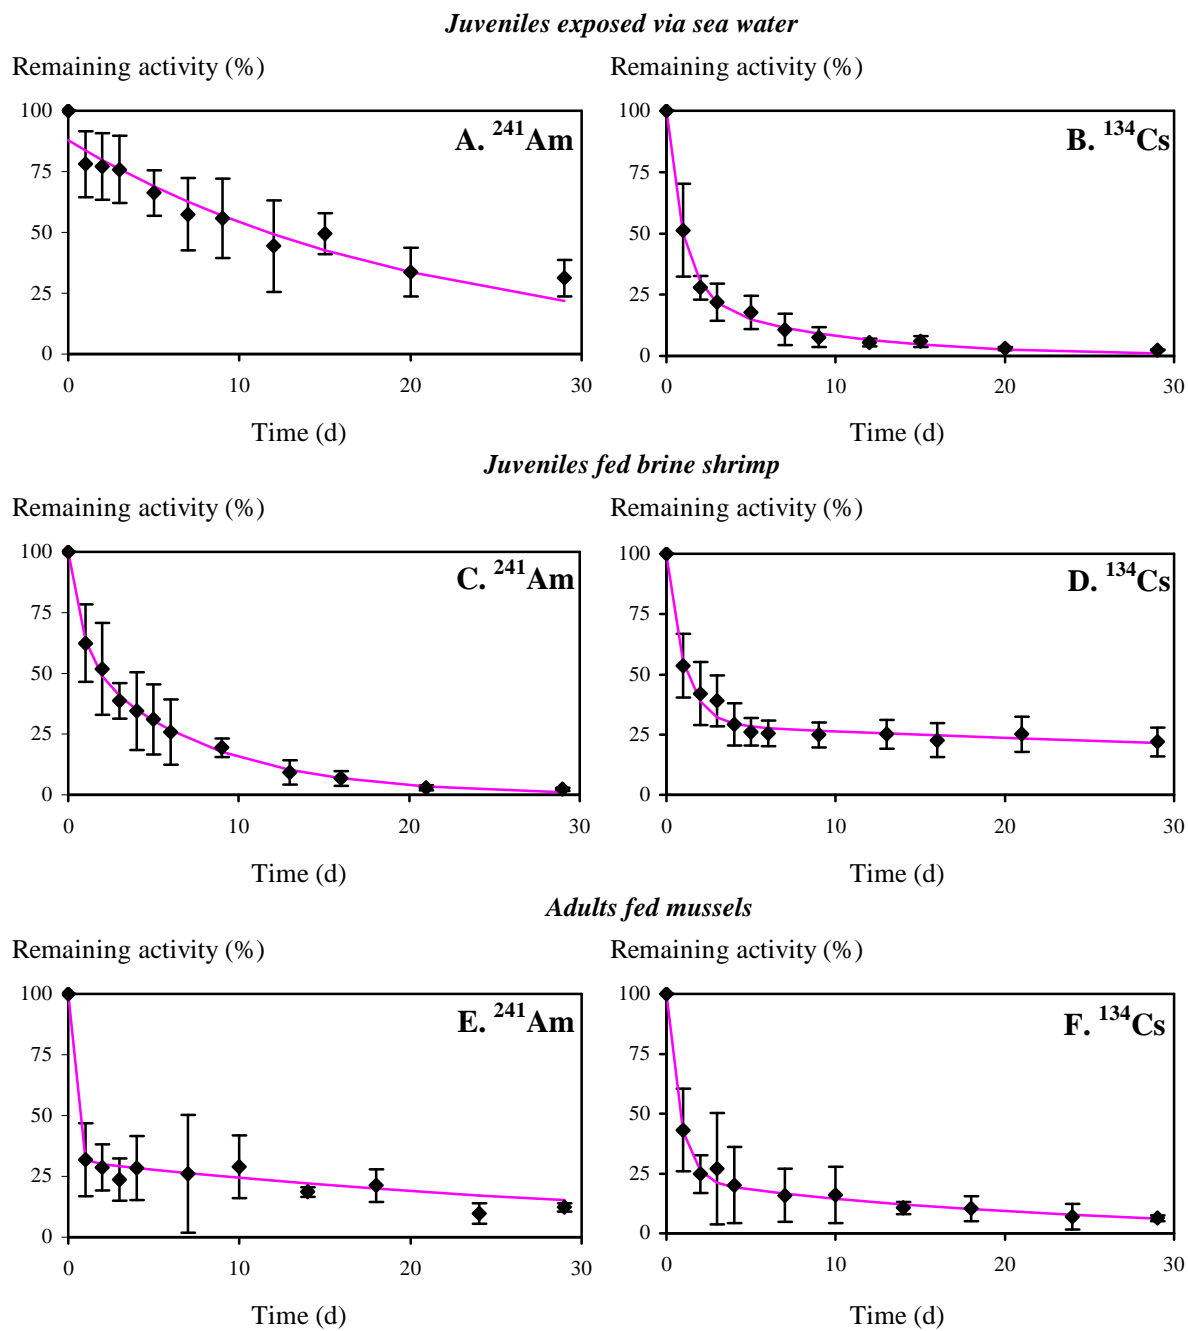 Juveniles exposed via sea water
Remaining activity (%) Remaining activity (%)
A. ²⁴¹Am
100
75
50
25
0
0 10 20 30
Time (d)
B. ¹³⁴Cs
100
75
50
25
0
0 10 20 30
Time (d)
Juveniles fed brine shrimp
Remaining activity (%) Remaining activity (%)
C. ²⁴¹Am
100
75
50
25
0
0 10 20 30
Time (d)
D. ¹³⁴Cs
100
75
50
25
0
0 10 20 30
Time (d)
Adults fed mussels
Remaining activity (%) Remaining activity (%)
E. ²⁴¹Am
100
75
50
25
0
0 10 20 30
Time (d)
F. ¹³⁴Cs
100
75
50
25
0
0 10 20 30
Time (d)